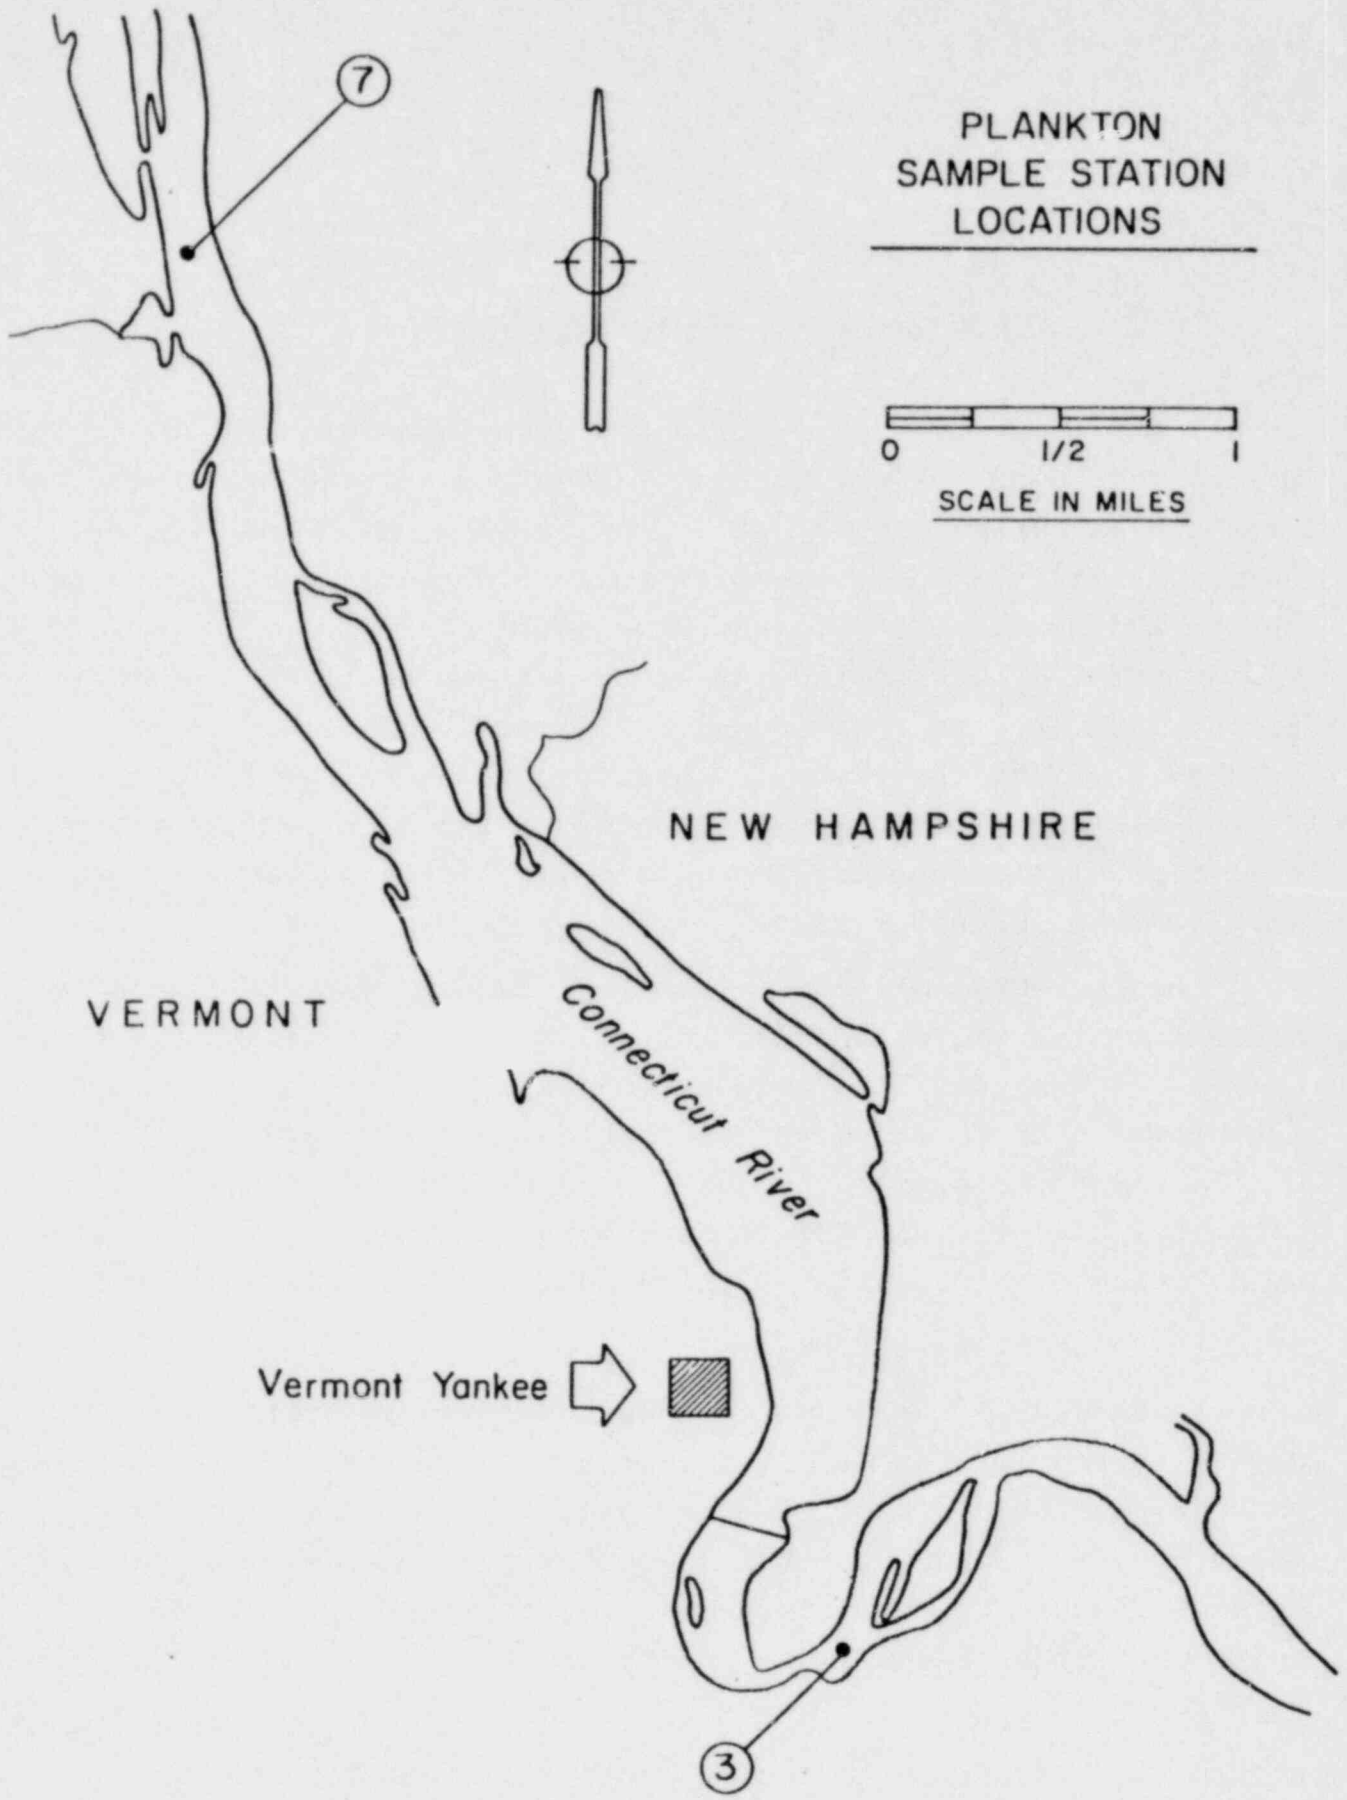 7
PLANKTON
SAMPLE STATION
LOCATIONS
0 1/2 1
SCALE IN MILES
NEW HAMPSHIRE
VERMONT
Connecticut River
Vermont Yankee
3